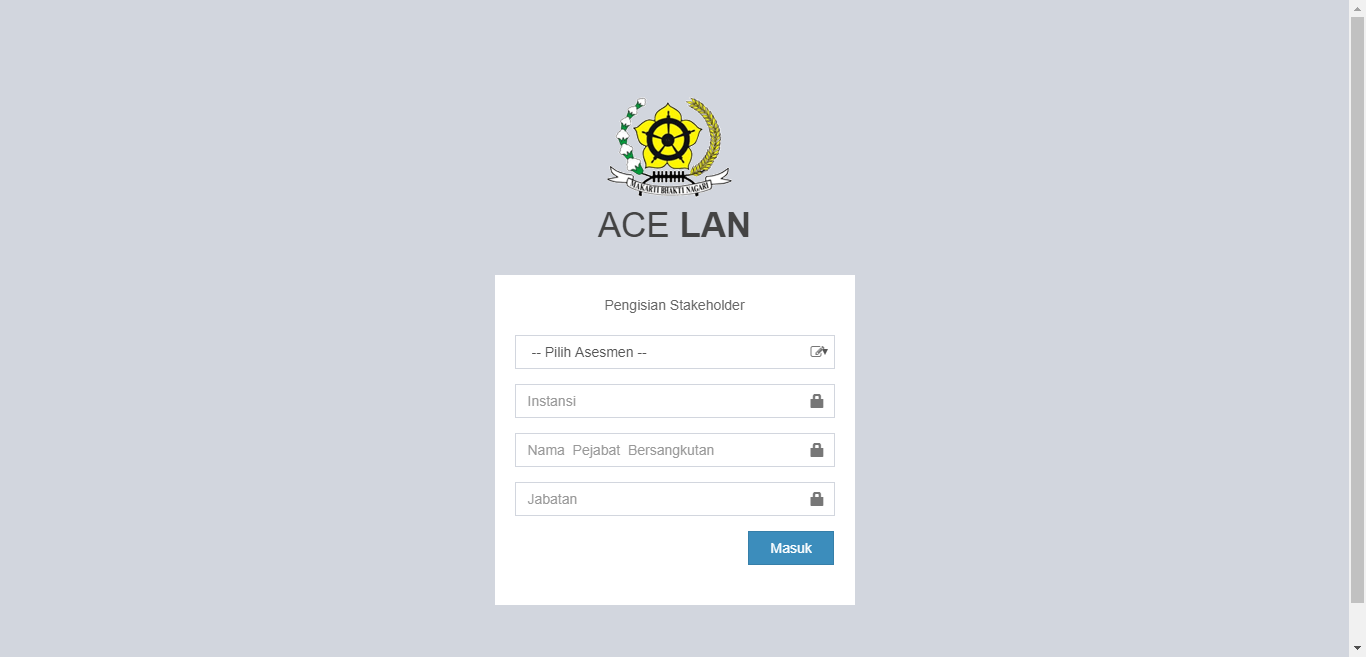 MAKARTI BHAKTI NAGARI
ACE LAN
Pengisian Stakeholder
-- Pilih Asesmen --
Instansi
Nama Pejabat Bersangkutan
Jabatan
Masuk